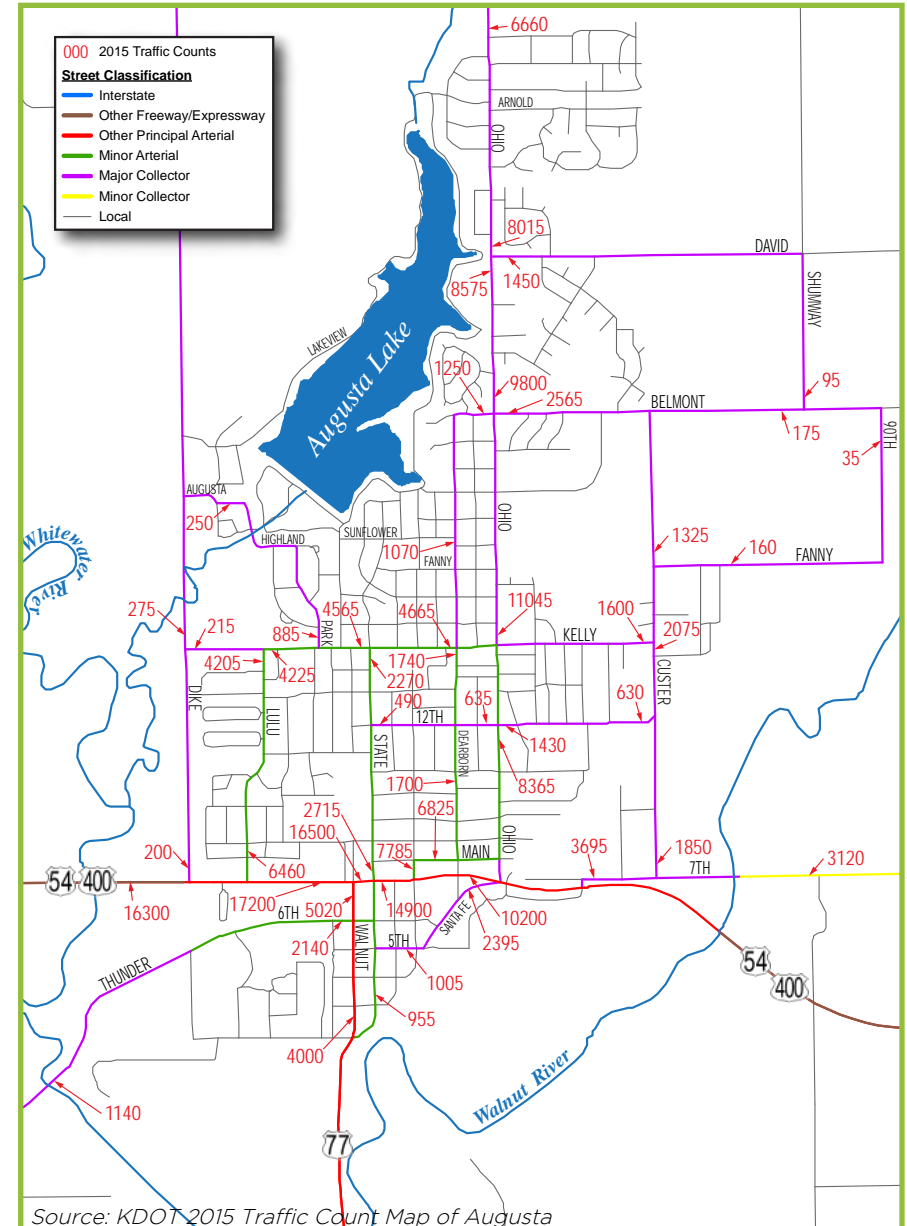 6660
000 2015 Traffic Counts
Street Classification
Interstate
Other Freeway/Expressway
Other Principal Arterial
Minor Arterial
Major Collector
Minor Collector
Local
ARNOLD
OHIO
8015
DAVID
8575
1450
SHUMWAY
LAKEVIEW
Augusta Lake
1250
9800
2565
BELMONT
95
175
90TH
35
AUGUSTA
250
OHIO
Whitewater
River
HIGHLAND
SUNFLOWER
FANNY
1070
1325
160
FANNY
275
215
885
PARK
4565
4665
11045
KELLY
1600
2075
4205
4225
1740
2270
CUSTER
DIKE
LULU
490
12TH
635
630
STATE
DEARBORN
1430
1700
8365
2715
6825
16500
OHIO
7785
MAIN
3695
1850
200
6460
7TH
3120
54
400
16300
17200
5020
14900
10200
6TH
SANTA FE
2140
WALNUT
5TH
2395
1005
THUNDER
54
400
955
4000
Walnut River
1140
77
Source: KDOT 2015 Traffic Count Map of Augusta